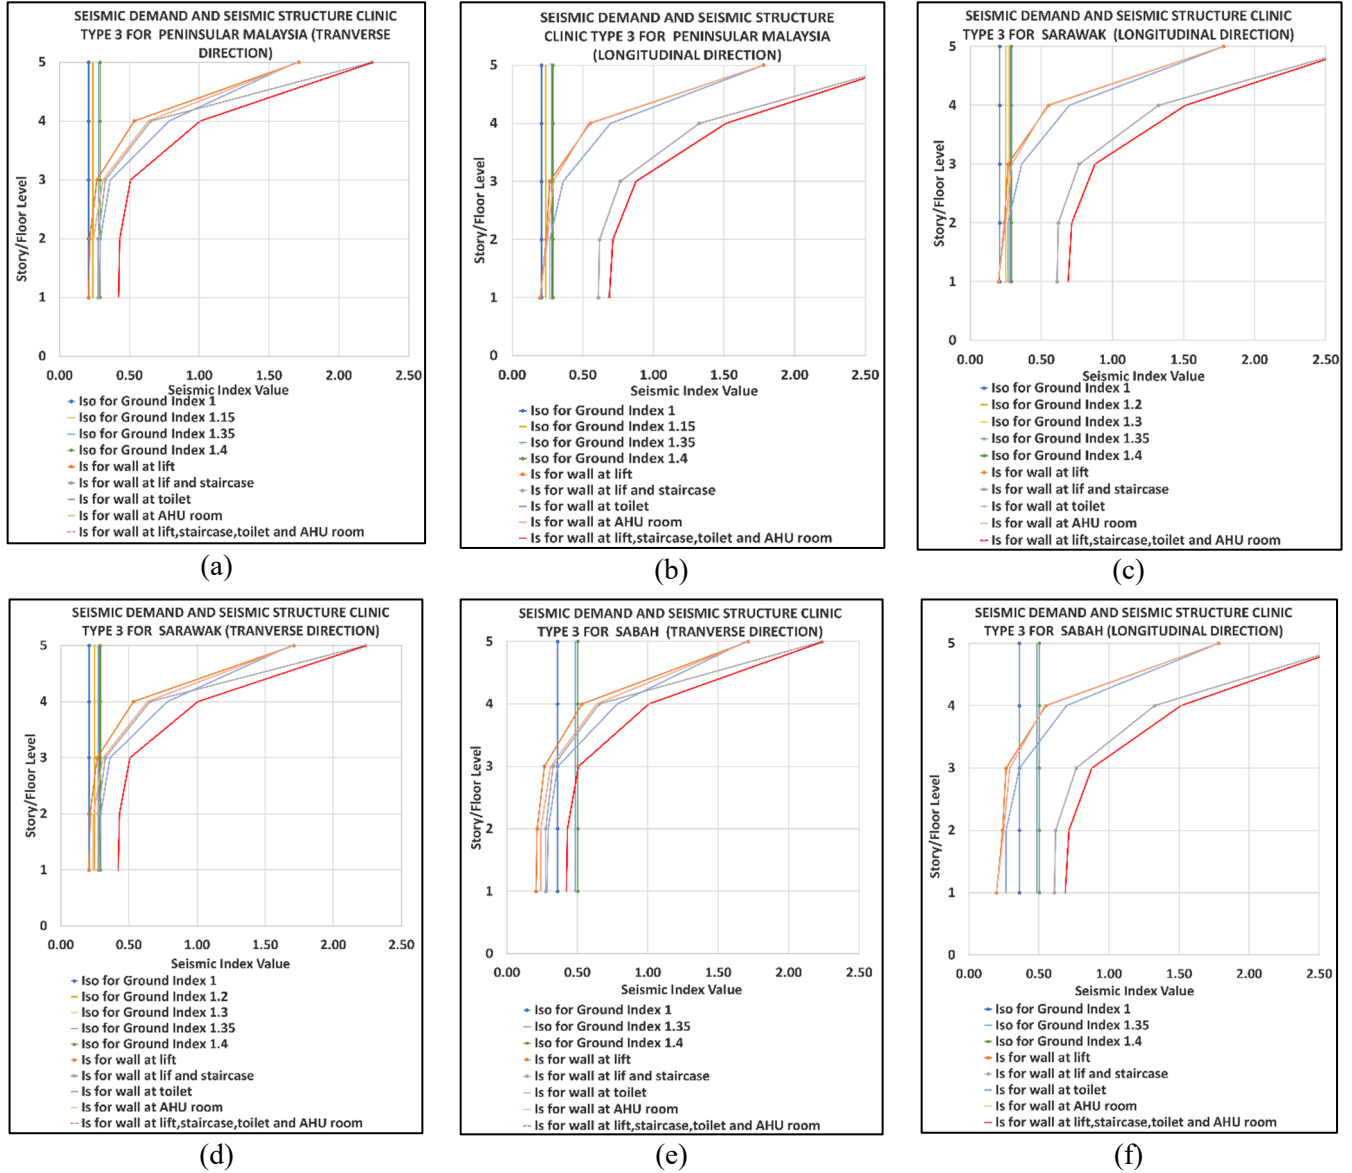 SEISMIC DEMAND AND SEISMIC STRUCTURE CLINIC
TYPE 3 FOR PENINSULAR MALAYSIA (TRANVERSE
DIRECTION)
Story/Floor Level
5
4
3
2
1
0
0.00 0.50 1.00 1.50 2.00 2.50
Seismic Index Value
Iso for Ground Index 1
Iso for Ground Index 1.15
Iso for Ground Index 1.35
Iso for Ground Index 1.4
Is for wall at lift
Is for wall at lif and staircase
Is for wall at toilet
Is for wall at AHU room
Is for wall at lift,staircase,toilet and AHU room
(a)
SEISMIC DEMAND AND SEISMIC STRUCTURE
CLINIC TYPE 3 FOR PENINSULAR MALAYSIA
(LONGITUDINAL DIRECTION)
Story/Floor Level
5
4
3
2
1
0
0.00 0.50 1.00 1.50 2.00 2.50
Seismic Index Value
Iso for Ground Index 1
Iso for Ground Index 1.15
Iso for Ground Index 1.35
Iso for Ground Index 1.4
Is for wall at lift
Is for wall at lif and staircase
Is for wall at toilet
Is for wall at AHU room
Is for wall at lift,staircase,toilet and AHU room
(b)
SEISMIC DEMAND AND SEISMIC STRUCTURE CLINIC
TYPE 3 FOR SARAWAK (LONGITUDINAL DIRECTION)
Story/Floor Level
5
4
3
2
1
0
0.00 0.50 1.00 1.50 2.00 2.50
Seismic Index Value
Iso for Ground Index 1
Iso for Ground Index 1.2
Iso for Ground Index 1.3
Iso for Ground Index 1.35
Iso for Ground Index 1.4
Is for wall at lift
Is for wall at lif and staircase
Is for wall at toilet
Is for wall at AHU room
Is for wall at lift,staircase,toilet and AHU room
(c)
SEISMIC DEMAND AND SEISMIC STRUCTURE CLINIC
TYPE 3 FOR SARAWAK (TRANVERSE DIRECTION)
Story/Floor Level
5
4
3
2
1
0
0.00 0.50 1.00 1.50 2.00 2.50
Seismic Index Value
Iso for Ground Index 1
Iso for Ground Index 1.2
Iso for Ground Index 1.3
Iso for Ground Index 1.35
Iso for Ground Index 1.4
Is for wall at lift
Is for wall at lif and staircase
Is for wall at toilet
Is for wall at AHU room
Is for wall at lift,staircase,toilet and AHU room
(d)
SEISMIC DEMAND AND SEISMIC STRUCTURE CLINIC
TYPE 3 FOR SABAH (TRANVERSE DIRECTION)
Story/Floor Level
5
4
3
2
1
0
0.00 0.50 1.00 1.50 2.00 2.50
Seismic Index Value
Iso for Ground Index 1
Iso for Ground Index 1.35
Iso for Ground Index 1.4
Is for wall at lift
Is for wall at lif and staircase
Is for wall at toilet
Is for wall at AHU room
Is for wall at lift,staircase,toilet and AHU room
(e)
SEISMIC DEMAND AND SEISMIC STRUCTURE CLINIC
TYPE 3 FOR SABAH (LONGITUDINAL DIRECTION)
Story/Floor Level
5
4
3
2
1
0
0.00 0.50 1.00 1.50 2.00 2.50
Seismic Index Value
Iso for Ground Index 1
Iso for Ground Index 1.35
Iso for Ground Index 1.4
Is for wall at lift
Is for wall at lif and staircase
Is for wall at toilet
Is for wall at AHU room
Is for wall at lift,staircase,toilet and AHU room
(f)